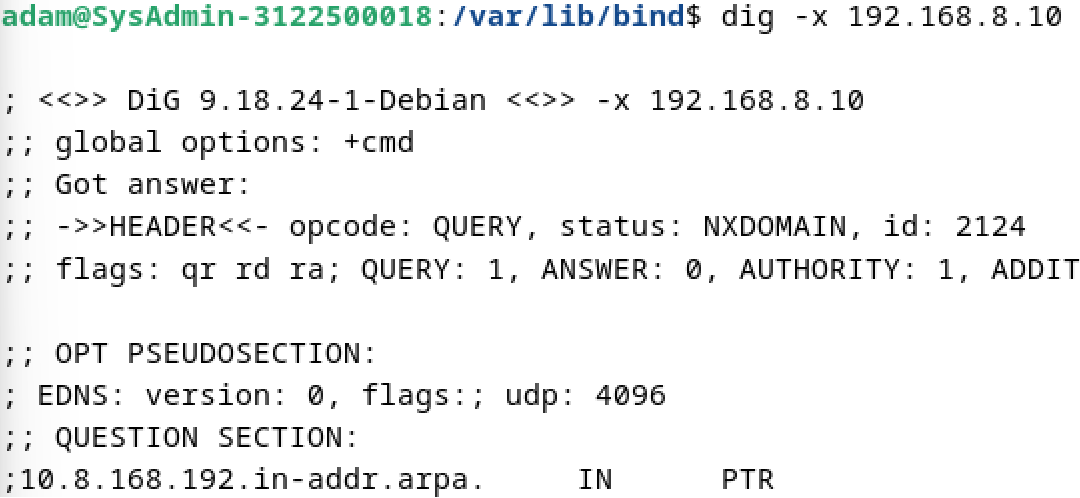 adam@SysAdmin-3122500018:/var/lib/bind$ dig -x 192.168.8.10
; <<>> DiG 9.18.24-1-Debian <<>> -x 192.168.8.10
;; global options: +cmd
;; Got answer:
;; ->>HEADER<<- opcode: QUERY, status: NXDOMAIN, id: 2124
;; flags: qr rd ra; QUERY: 1, ANSWER: 0, AUTHORITY: 1, ADDIT
;; OPT PSEUDOSECTION:
; EDNS: version: 0, flags:; udp: 4096
;; QUESTION SECTION:
;10.8.168.192.in-addr.arpa. IN PTR